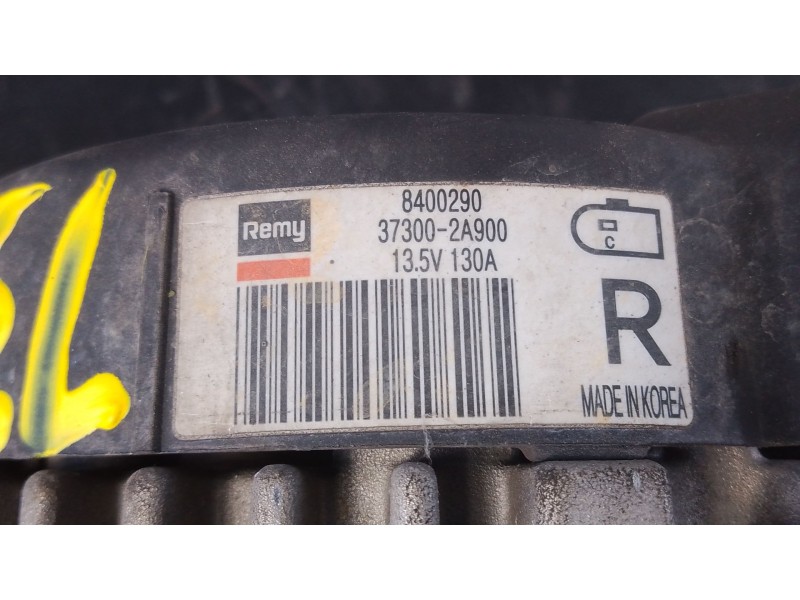 Remy
8400290
37300-2A900
13.5V 130A
C
R
MADE IN KOREA